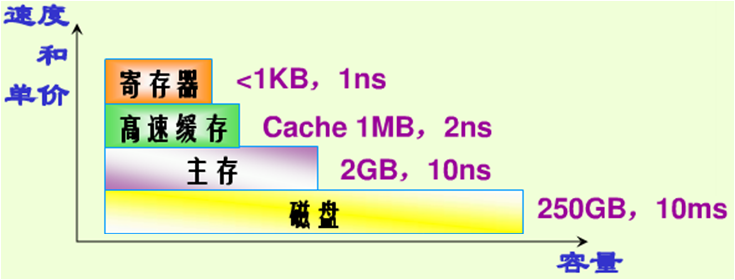 速度
和
单价
寄存器
<1KB，1ns
高速缓存
Cache 1MB，2ns
主存
2GB，10ns
磁盘
250GB，10ms
容量